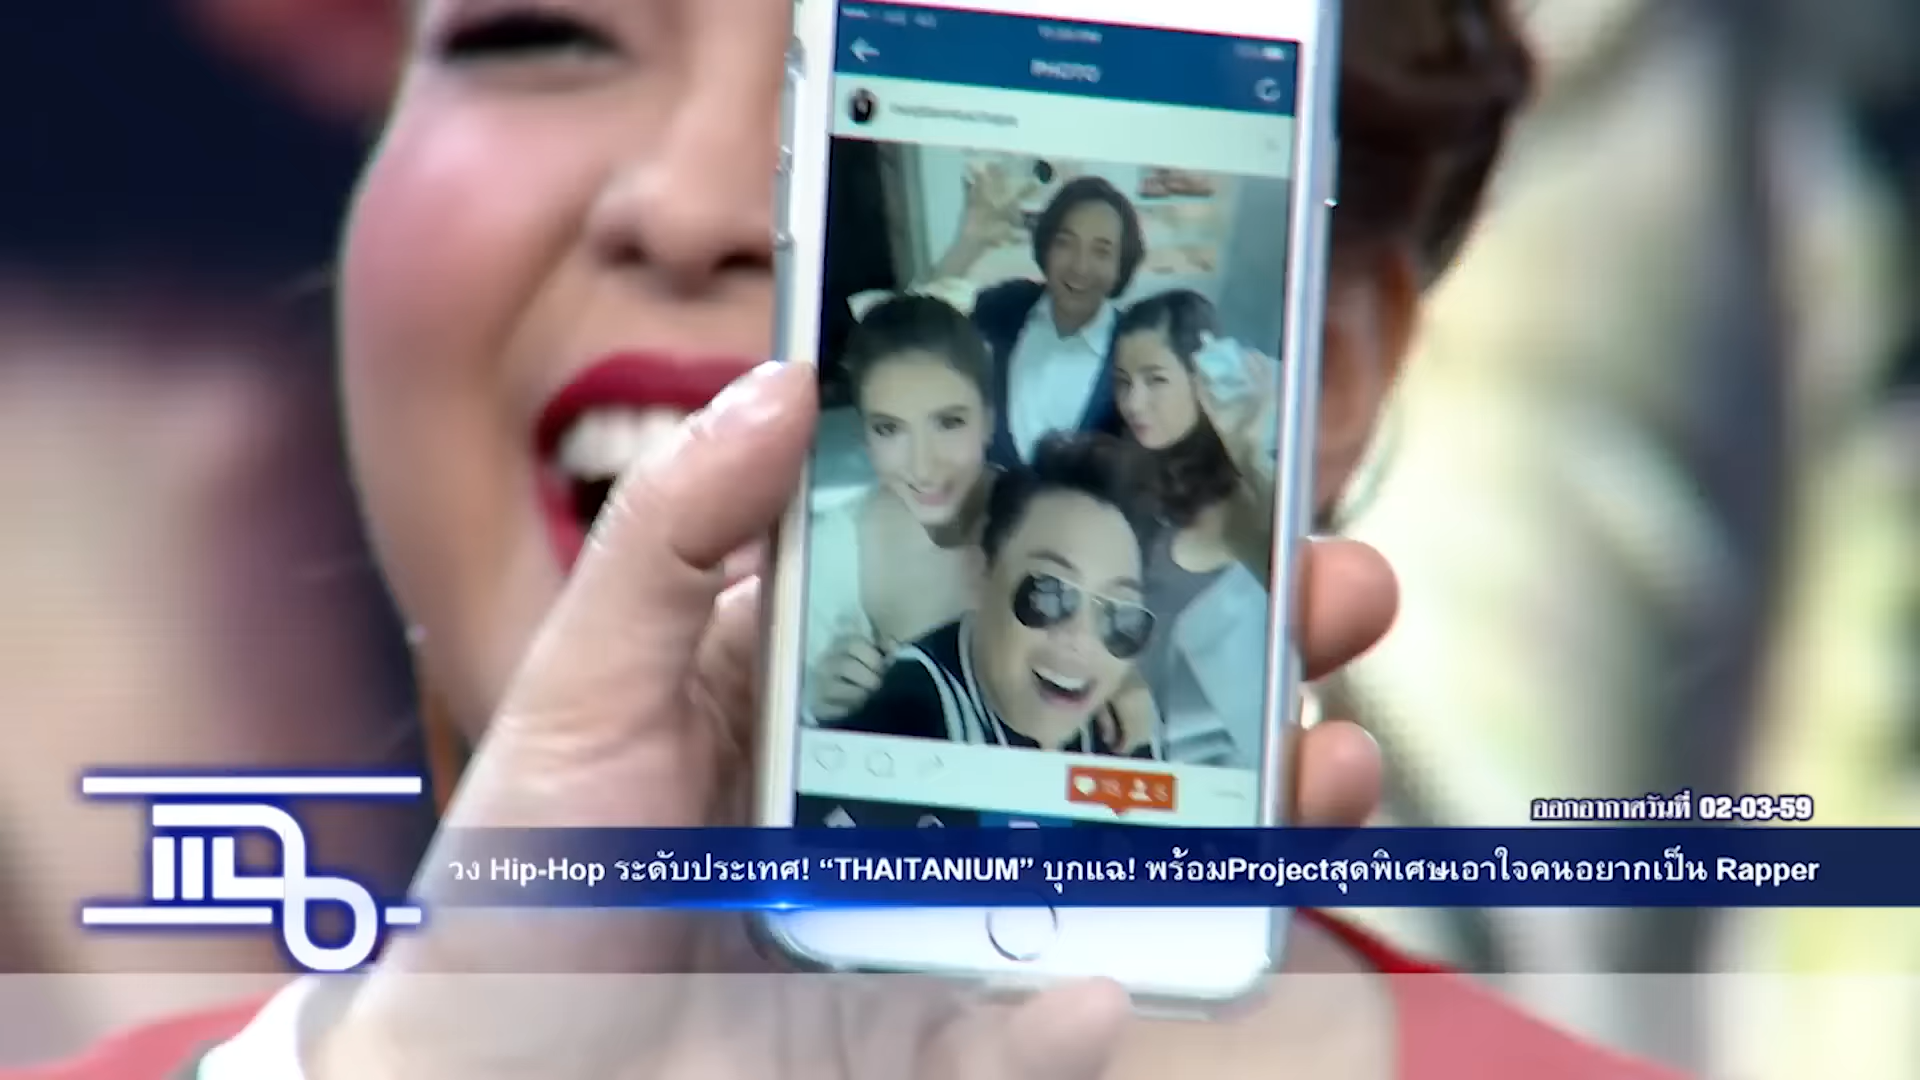 PHOTO
แฉ
ออกอากาศวันที่ 02-03-59
วง Hip-Hop ระดับประเทศ! “THAITANIUM” บุกแฉ! พร้อมProjectสุดพิเศษเอาใจคนอยากเป็น Rapper